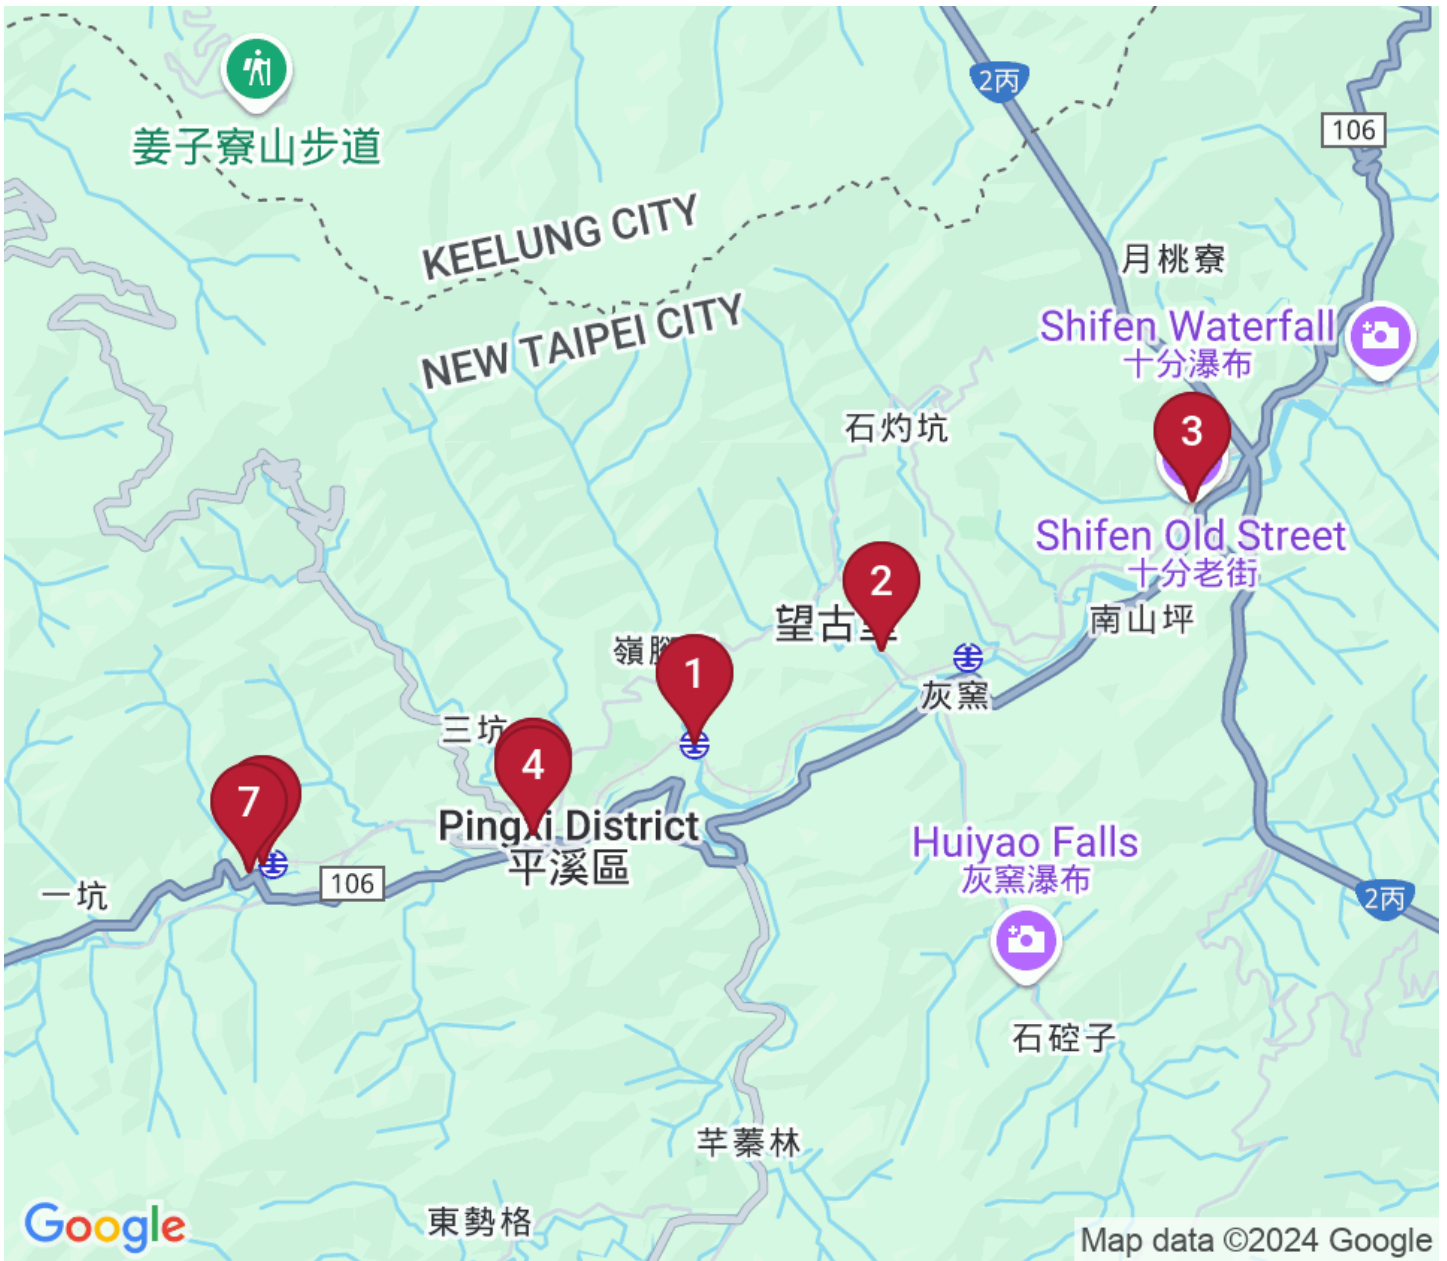 2丙
106
姜子寮山步道
KEELUNG CITY
月桃寮
NEW TAIPEI CITY
Shifen Waterfall
十分瀑布
石灼坑
3
Shifen Old Street
十分老街
2
望古
南山坪
嶺腳
1
灰窯
三坑
4
7
Pingxi District
平溪區
Huiyao Falls
灰窯瀑布
106
一坑
2丙
石硿子
芊蓁林
東勢格
Google
Map data ©2024 Google